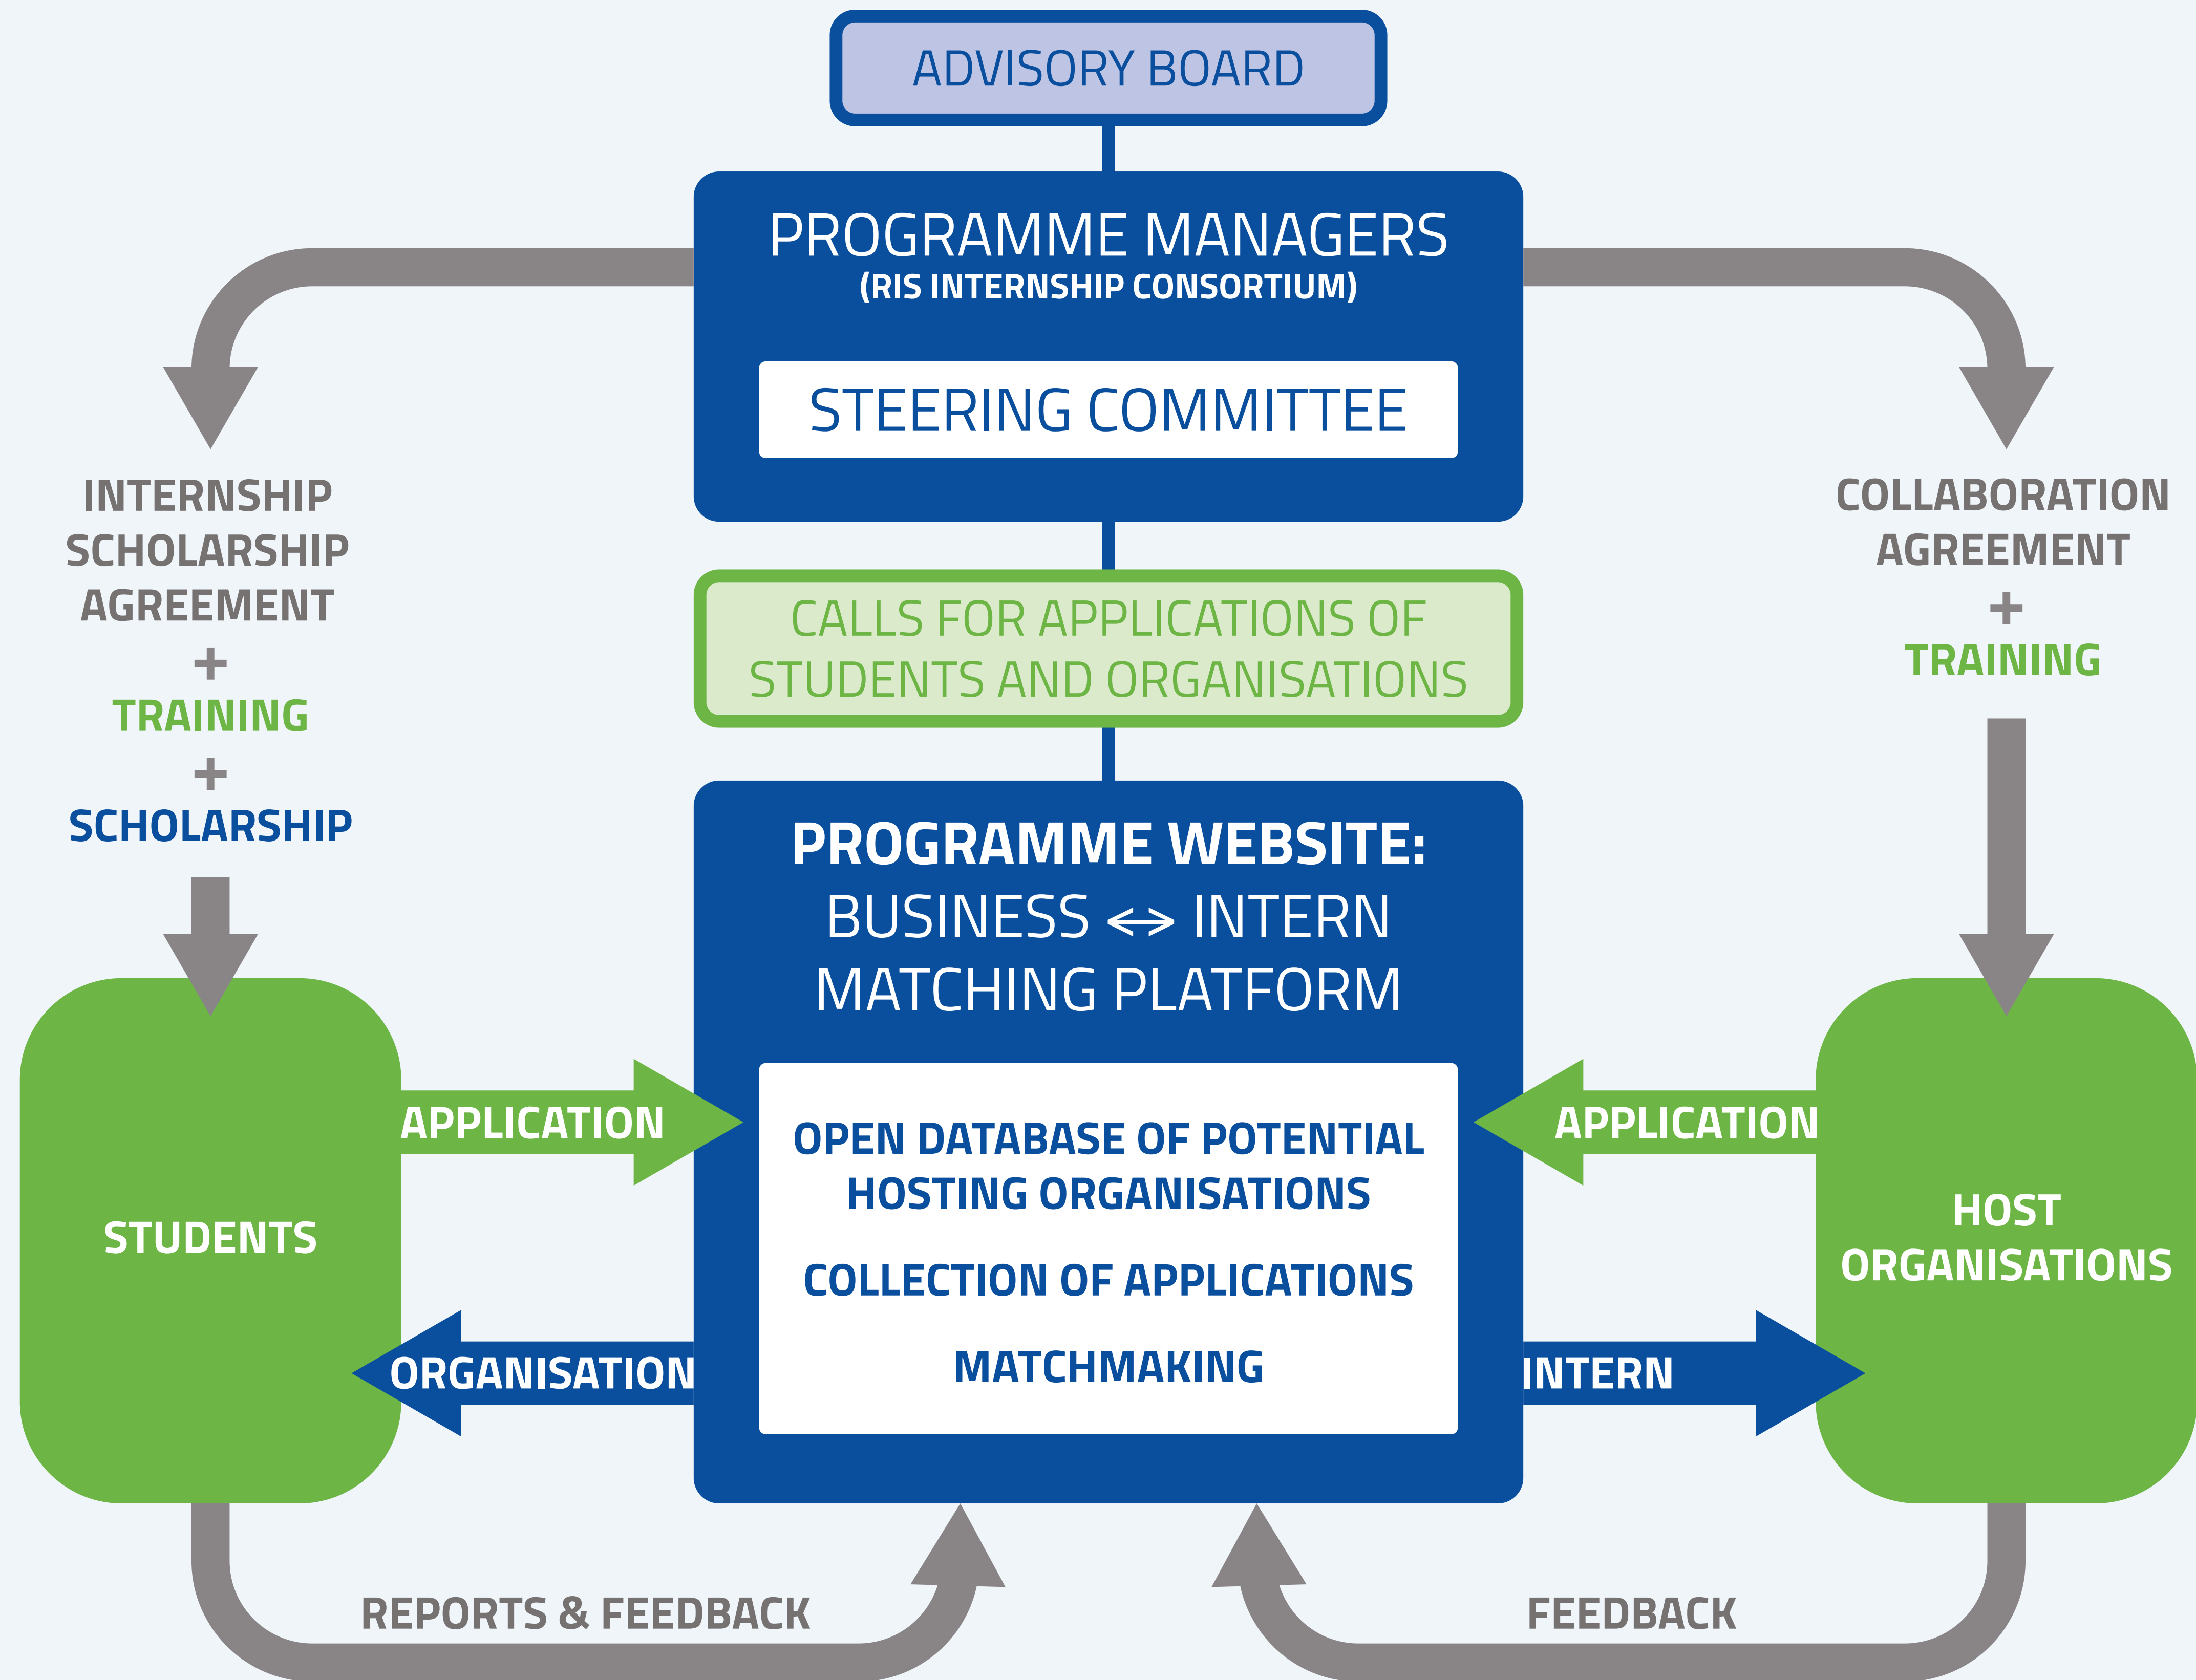 ADVISORY BOARD
PROGRAMME MANAGERS
(RIS INTERNSHIP CONSORTIUM)
STEERING COMMITTEE
INTERNSHIP
SCHOLARSHIP
AGREEMENT
+
TRAINING
+
SCHOLARSHIP
COLLABORATION
AGREEMENT
+
TRAINING
CALLS FOR APPLICATIONS OF
STUDENTS AND ORGANISATIONS
PROGRAMME WEBSITE:
BUSINESS <=> INTERN
MATCHING PLATFORM
OPEN DATABASE OF POTENTIAL
HOSTING ORGANISATIONS
COLLECTION OF APPLICATIONS
MATCHMAKING
APPLICATION
APPLICATION
STUDENTS
HOST
ORGANISATIONS
ORGANISATION
INTERN
REPORTS & FEEDBACK
FEEDBACK